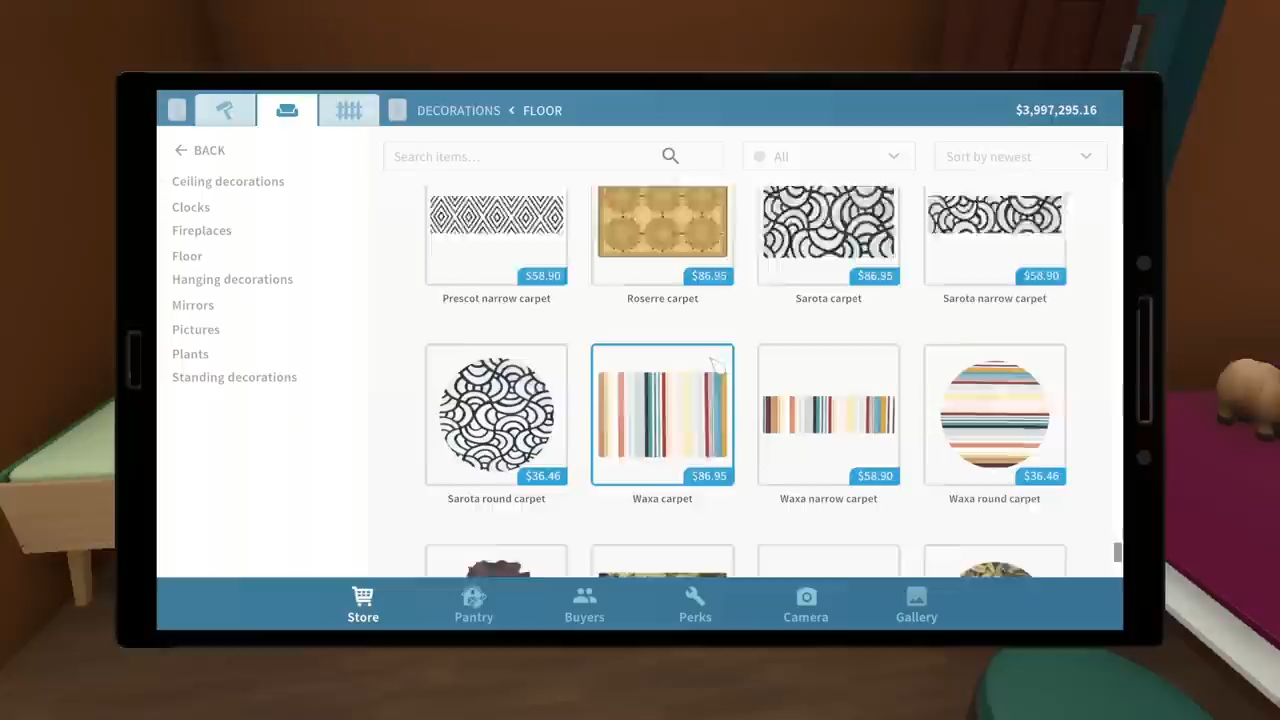 DECORATIONS < FLOOR
$3,997,295.16
BACK
Search items...
All
Sort by newest
Ceiling decorations
Clocks
Fireplaces
Floor
Hanging decorations
Mirrors
Pictures
Plants
Standing decorations
$58.90
$86.95
$86.95
$58.90
Prescot narrow carpet
Roserre carpet
Sarota carpet
Sarota narrow carpet
$36.46
$86.95
$58.90
$36.46
Sarota round carpet
Waxa carpet
Waxa narrow carpet
Waxa round carpet
Store
Pantry
Buyers
Perks
Camera
Gallery